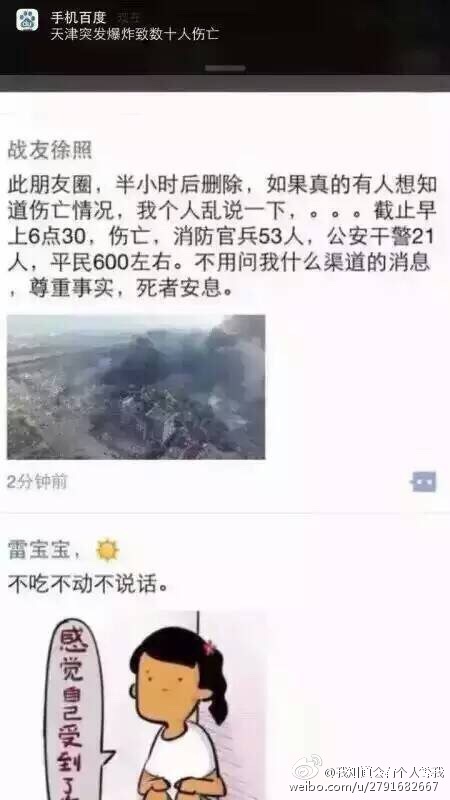 手机百度 现在
天津突发爆炸致数十人伤亡
战友徐照
此朋友圈，半小时后删除，如果真的有人想知
道伤亡情况，我个人乱说一下，。。。截止早
上6点30，伤亡，消防官兵53人，公安干警21
人，平民600左右。不用问我什么渠道的消息
，尊重事实，死者安息。
2分钟前
雷宝宝，
不吃不动不说话。
感觉自己受到了
weibo.com/u/2791682667